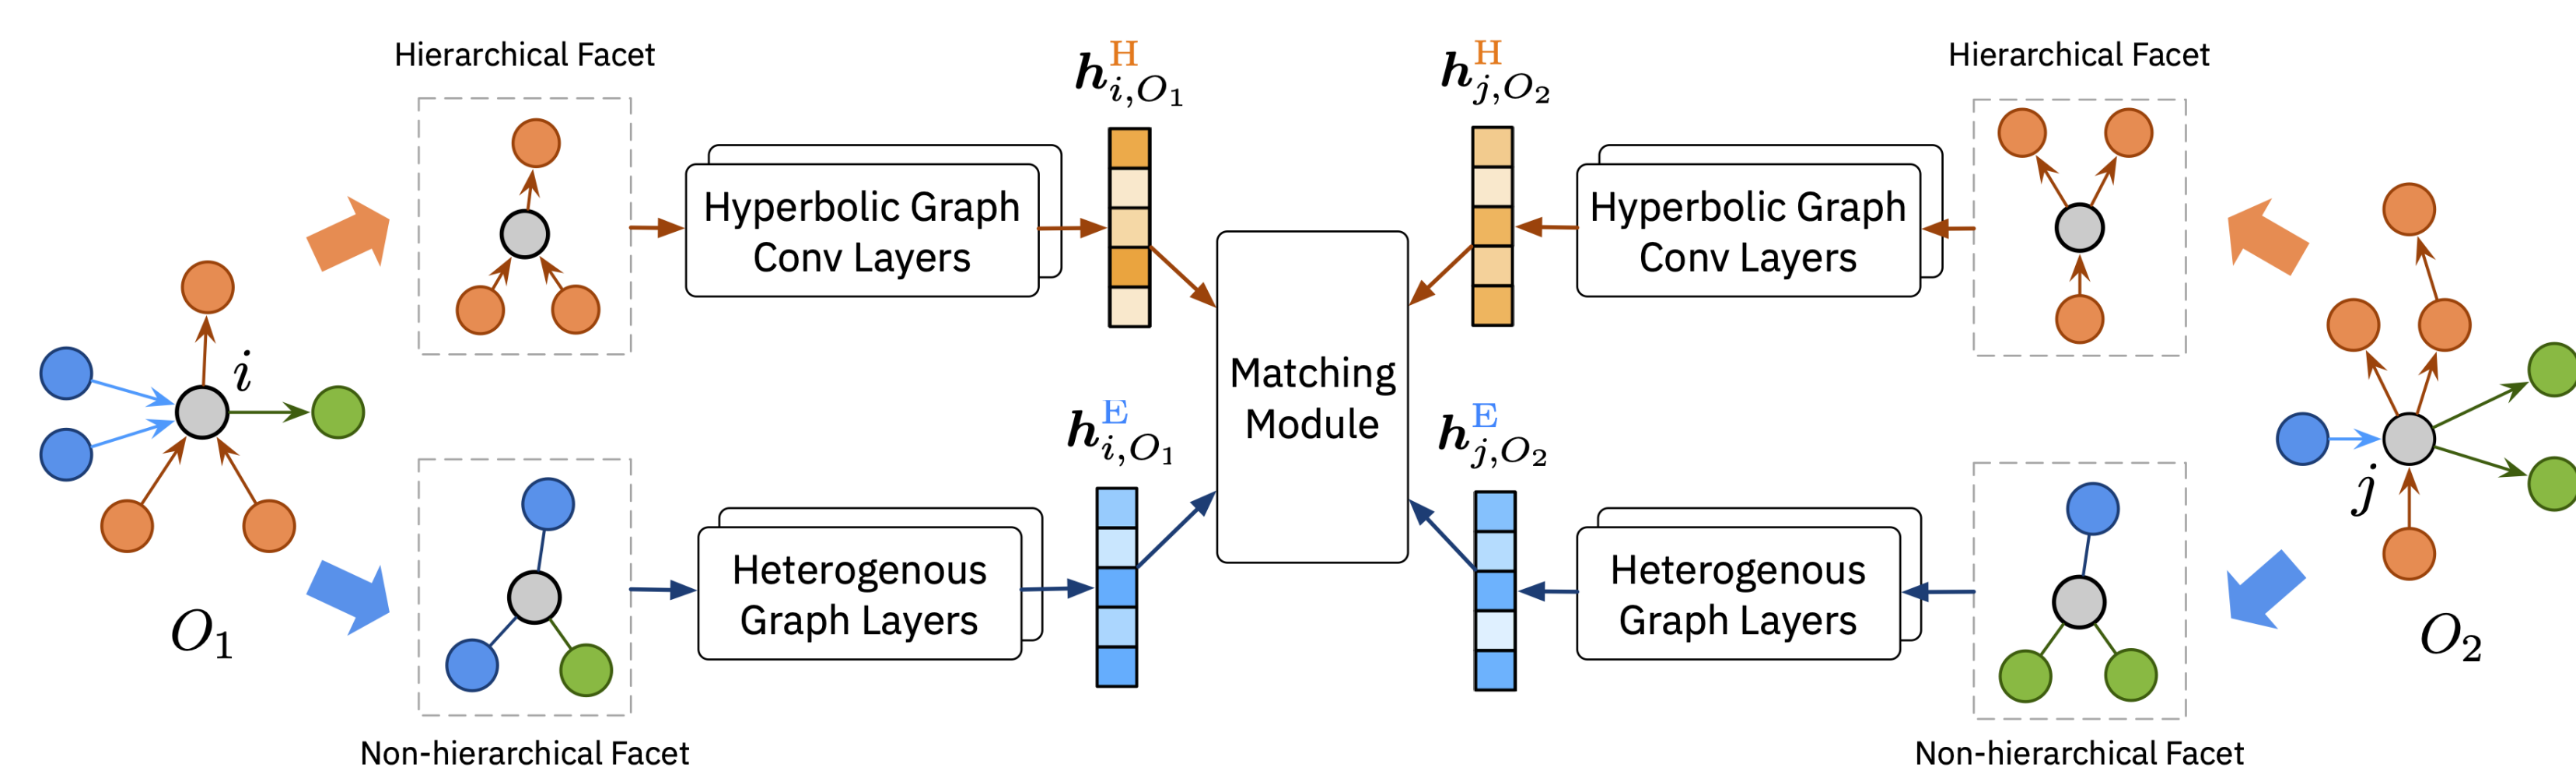 Hierarchical Facet
Hierarchical Facet
h^H_{i,O_1}
h^H_{j,O_2}
Hyperbolic Graph
Conv Layers
Hyperbolic Graph
Conv Layers
i
Matching
Module
h^E_{i,O_1}
h^E_{j,O_2}
j
Heterogenous
Graph Layers
Heterogenous
Graph Layers
O_1
O_2
Non-hierarchical Facet
Non-hierarchical Facet